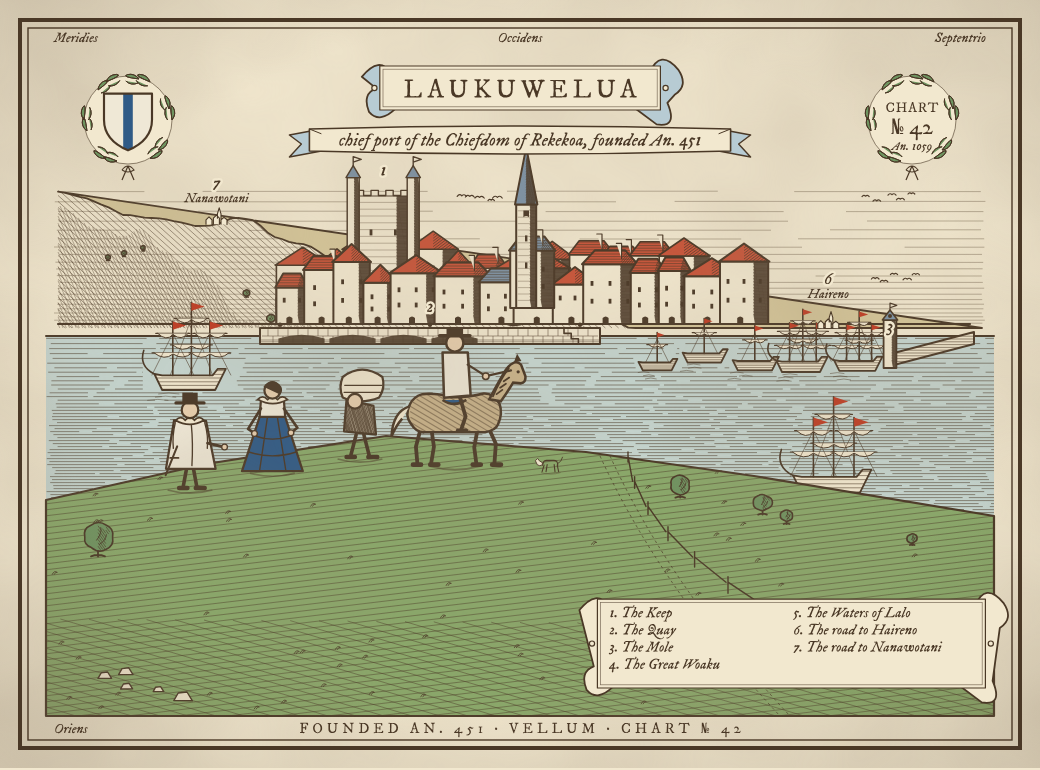 Meridies
Occidens
Septentrio
LAUKUWELUA
chief port of the Chiefdom of Rekekoa, founded An. 451
CHART
№ 42
An. 1059
1
7
Nanawotani
6
Haireno
2
3
1. The Keep
2. The Quay
3. The Mole
4. The Great Woaku
5. The Waters of Lalo
6. The road to Haireno
7. The road to Nanawotani
Oriens
FOUNDED AN. 451 · VELLUM · CHART № 42